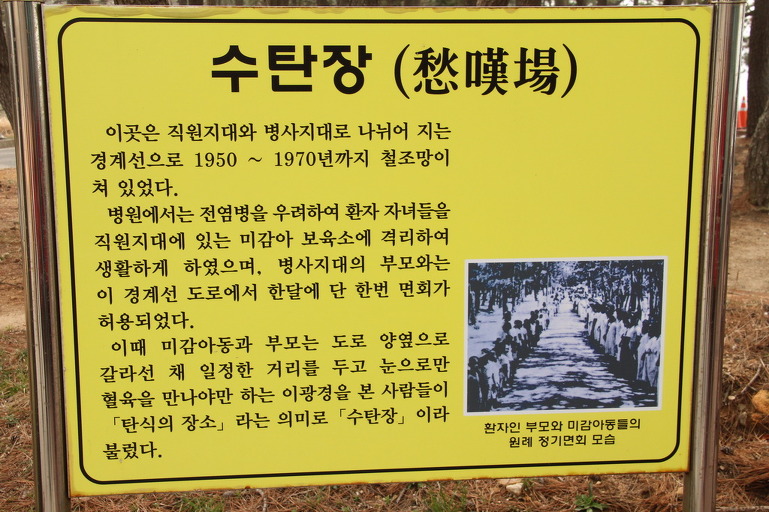 수탄장 (愁嘆場)
이곳은 직원지대와 병사지대로 나뉘어 지는
경계선으로 1950 ~ 1970년까지 철조망이
쳐 있었다.
병원에서는 전염병을 우려하여 환자 자녀들을
직원지대에 있는 미감아 보육소에 격리하여
생활하게 하였으며, 병사지대의 부모와는
이 경계선 도로에서 한달에 단 한번 면회가
허용되었다.
이때 미감아동과 부모는 도로 양옆으로
갈라선 채 일정한 거리를 두고 눈으로만
혈육을 만나야만 하는 이광경을 본 사람들이
「탄식의 장소」라는 의미로「수탄장」이라
불렀다.
환자인 부모와 미감아동들의
원례 정기면회 모습